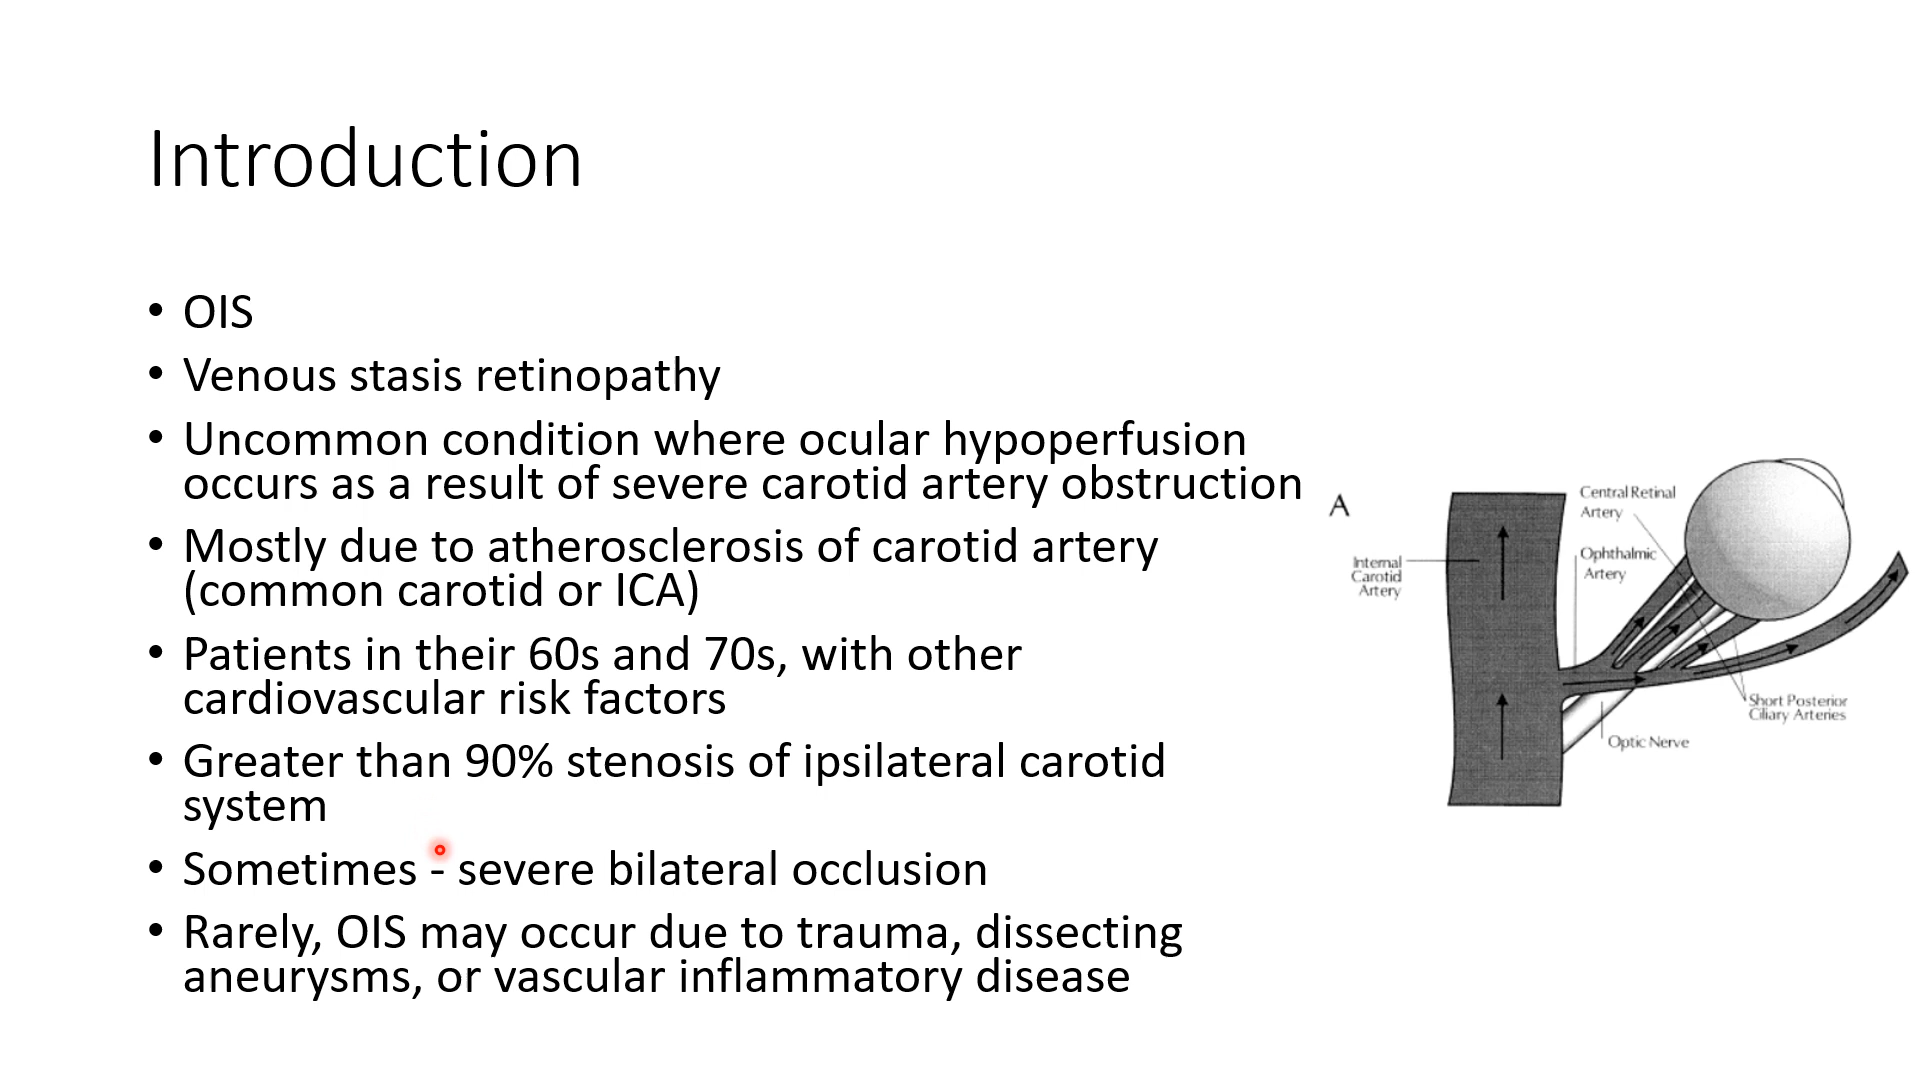 Introduction
• OIS
• Venous stasis retinopathy
• Uncommon condition where ocular hypoperfusion
occurs as a result of severe carotid artery obstruction
• Mostly due to atherosclerosis of carotid artery
(common carotid or ICA)
• Patients in their 60s and 70s, with other
cardiovascular risk factors
• Greater than 90% stenosis of ipsilateral carotid
system
• Sometimes - severe bilateral occlusion
• Rarely, OIS may occur due to trauma, dissecting
aneurysms, or vascular inflammatory disease
A
Central Retinal
Artery
Ophthalmic
Artery
Internal
Carotid
Artery
Short Posterior
Ciliary Arteries
Optic Nerve